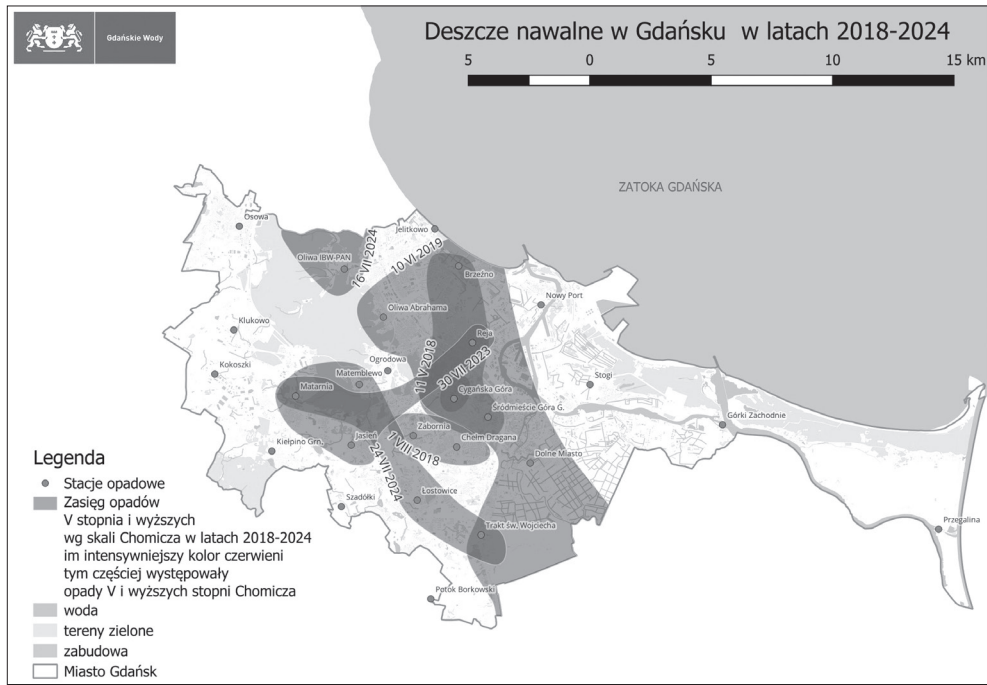 Gdańskie Wody
Deszcze nawalne w Gdańsku w latach 2018-2024
5 0 5 10 15 km
ZATOKA GDAŃSKA
Osowa
Jelitkowo
Oliwa IBW-PAN
16 VII 2024
10 VI 2019
Brzeźno
Nowy Port
Oliwa Abrahama
Klukowo
Reja
Ogrodowa
11 V 2018
30 VII 2023
Kokoszki
Matemblewo
Stogi
Matarnia
Cygańska Góra
Śródmieście Góra G.
Górki Zachodnie
Zabornia
Jasień
1 VIII 2018
Chełm Dragana
Kiełpino Grn.
24 VII 2024
Dolne Miasto
Łostowice
Szadółki
Trakt św. Wojciecha
Przegalina
Potok Borkowski
Legenda
Stacje opadowe
Zasięg opadów
V stopnia i wyższych
wg skali Chomicza w latach 2018-2024
im intensywniejszy kolor czerwieni
tym częściej występowały
opady V i wyższych stopni Chomicza
woda
tereny zielone
zabudowa
Miasto Gdańsk